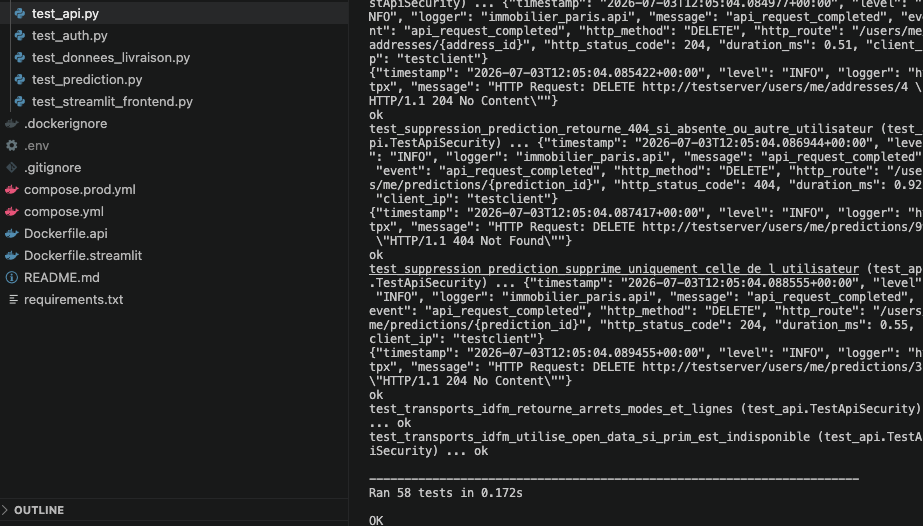 test_api.py
test_auth.py
test_donnees_livraison.py
test_prediction.py
test_streamlit_frontend.py
.dockerignore
.env
.gitignore
compose.prod.yml
compose.yml
Dockerfile.api
Dockerfile.streamlit
README.md
requirements.txt
OUTLINE
stApiSecurity) ... {"timestamp": "2026-07-03T12:05:04.084977+00:00", "level": "
NFO", "logger": "immobilier_paris.api", "message": "api_request_completed", "ev
nt": "api_request_completed", "http_method": "DELETE", "http_route": "/users/me
addresses/{address_id}", "http_status_code": 204, "duration_ms": 0.51, "client_
p": "testclient"}
{"timestamp": "2026-07-03T12:05:04.085422+00:00", "level": "INFO", "logger": "h
tpx", "message": "HTTP Request: DELETE http://testserver/users/me/addresses/4 \
HTTP/1.1 204 No Content\""}
ok
test_suppression_prediction_retourne_404_si_absente_ou_autre_utilisateur (test_
pi.TestApiSecurity) ... {"timestamp": "2026-07-03T12:05:04.086944+00:00", "leve
": "INFO", "logger": "immobilier_paris.api", "message": "api_request_completed"
"event": "api_request_completed", "http_method": "DELETE", "http_route": "/user
s/me/predictions/{prediction_id}", "http_status_code": 404, "duration_ms": 0.92
"client_ip": "testclient"}
{"timestamp": "2026-07-03T12:05:04.087417+00:00", "level": "INFO", "logger": "h
tpx", "message": "HTTP Request: DELETE http://testserver/users/me/predictions/9
\"HTTP/1.1 404 Not Found\""}
ok
test_suppression_prediction_supprime_uniquement_celle_de_l_utilisateur (test_ap
.TestApiSecurity) ... {"timestamp": "2026-07-03T12:05:04.088555+00:00", "level"
"INFO", "logger": "immobilier_paris.api", "message": "api_request_completed",
event": "api_request_completed", "http_method": "DELETE", "http_route": "/users
me/predictions/{prediction_id}", "http_status_code": 204, "duration_ms": 0.55,
client_ip": "testclient"}
{"timestamp": "2026-07-03T12:05:04.089455+00:00", "level": "INFO", "logger": "h
tpx", "message": "HTTP Request: DELETE http://testserver/users/me/predictions/3
\"HTTP/1.1 204 No Content\""}
ok
test_transports_idfm_retourne_arrets_modes_et_lignes (test_api.TestApiSecurity)
... ok
test_transports_idfm_utilise_open_data_si_prim_est_indisponible (test_api.TestA
iSecurity) ... ok
----------------------------------------------------------------------
Ran 58 tests in 0.172s
OK